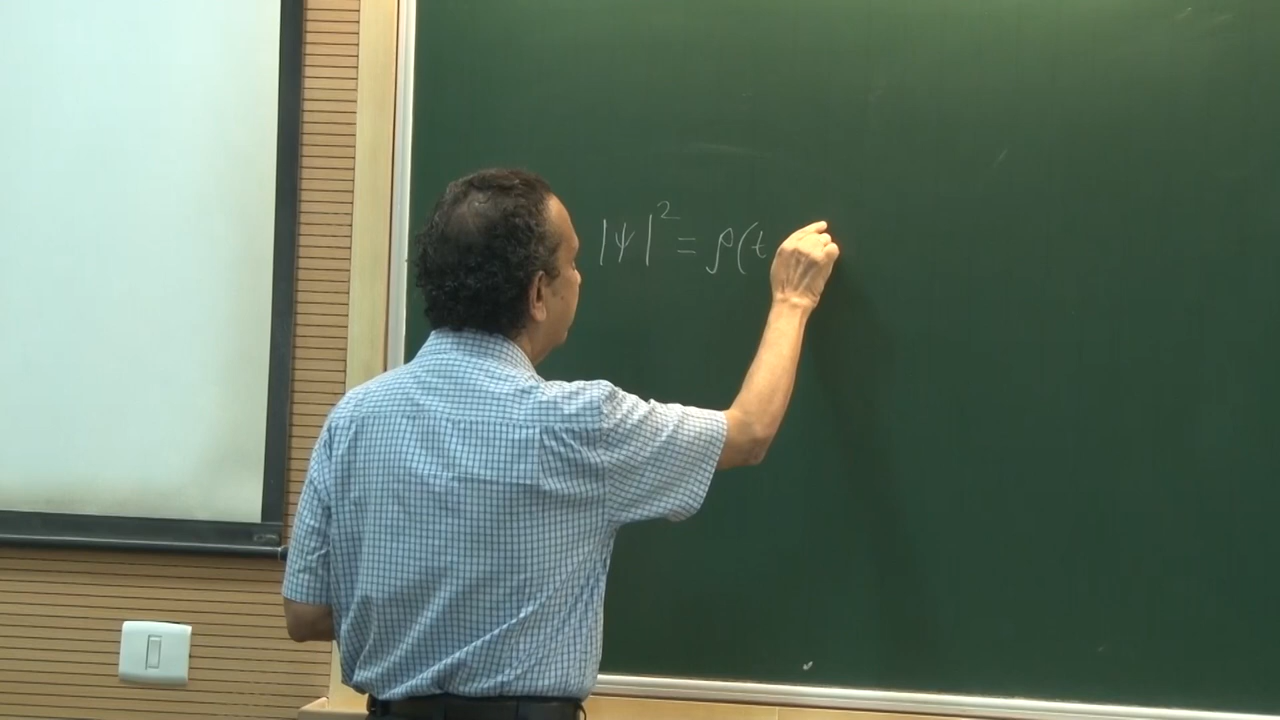 |ψ|² = ρ(t